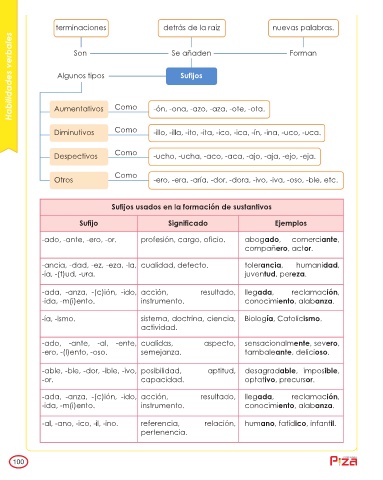 terminaciones
detrás de la raíz
nuevas palabras.
Habilidades verbales
Son
Se añaden
Forman
Algunos tipos
Sufijos
Aumentativos
Como
-ón, -ona, -azo, -aza, -ote, -ota.
Diminutivos
Como
-illo, -illa, -ito, -ita, -ico, -ica, -ín, -ina, -uco, -uca.
Despectivos
Como
-ucho, -ucha, -aco, -aca, -ajo, -aja, -ejo, -eja.
Otros
Como
-ero, -era, -aría, -dor, -dora, -ivo, -iva, -oso, -ble, etc.
Sufijos usados en la formación de sustantivos
Sufijo Significado Ejemplos
-ado, -ante, -ero, -or. profesión, cargo, oficio. abogado, comerciante,
compañero, actor.
-ancia, -dad, -ez, -eza, -la, cualidad, defecto. tolerancia, humanidad,
-ía, -(t)ud, -ura. juventud, pereza.
-ada, -anza, -(c)ión, -ido, acción, resultado, llegada, reclamación,
-ida, -m(i)ento. instrumento. conocimiento, alabanza.
-ía, -ismo. sistema, doctrina, ciencia, Biología, Catolicismo.
actividad.
-ado, -ante, -al, -ente, cualidas, aspecto, sensacionalmente, severo,
-ero, -(i)ento, -oso. semejanza. tambaleante, delicioso.
-able, -ble, -dor, -ible, -ivo, posibilidad, aptitud, desagradable, imposible,
-or. capacidad. optativo, precursor.
-ada, -anza, -(c)ión, -ido, acción, resultado, llegada, reclamación,
-ida, -m(i)ento. instrumento. conocimiento, alabanza.
-al, -ano, -ico, -il, -ino. referencia, relación, humano, fatídico, infantil.
pertenencia.
100